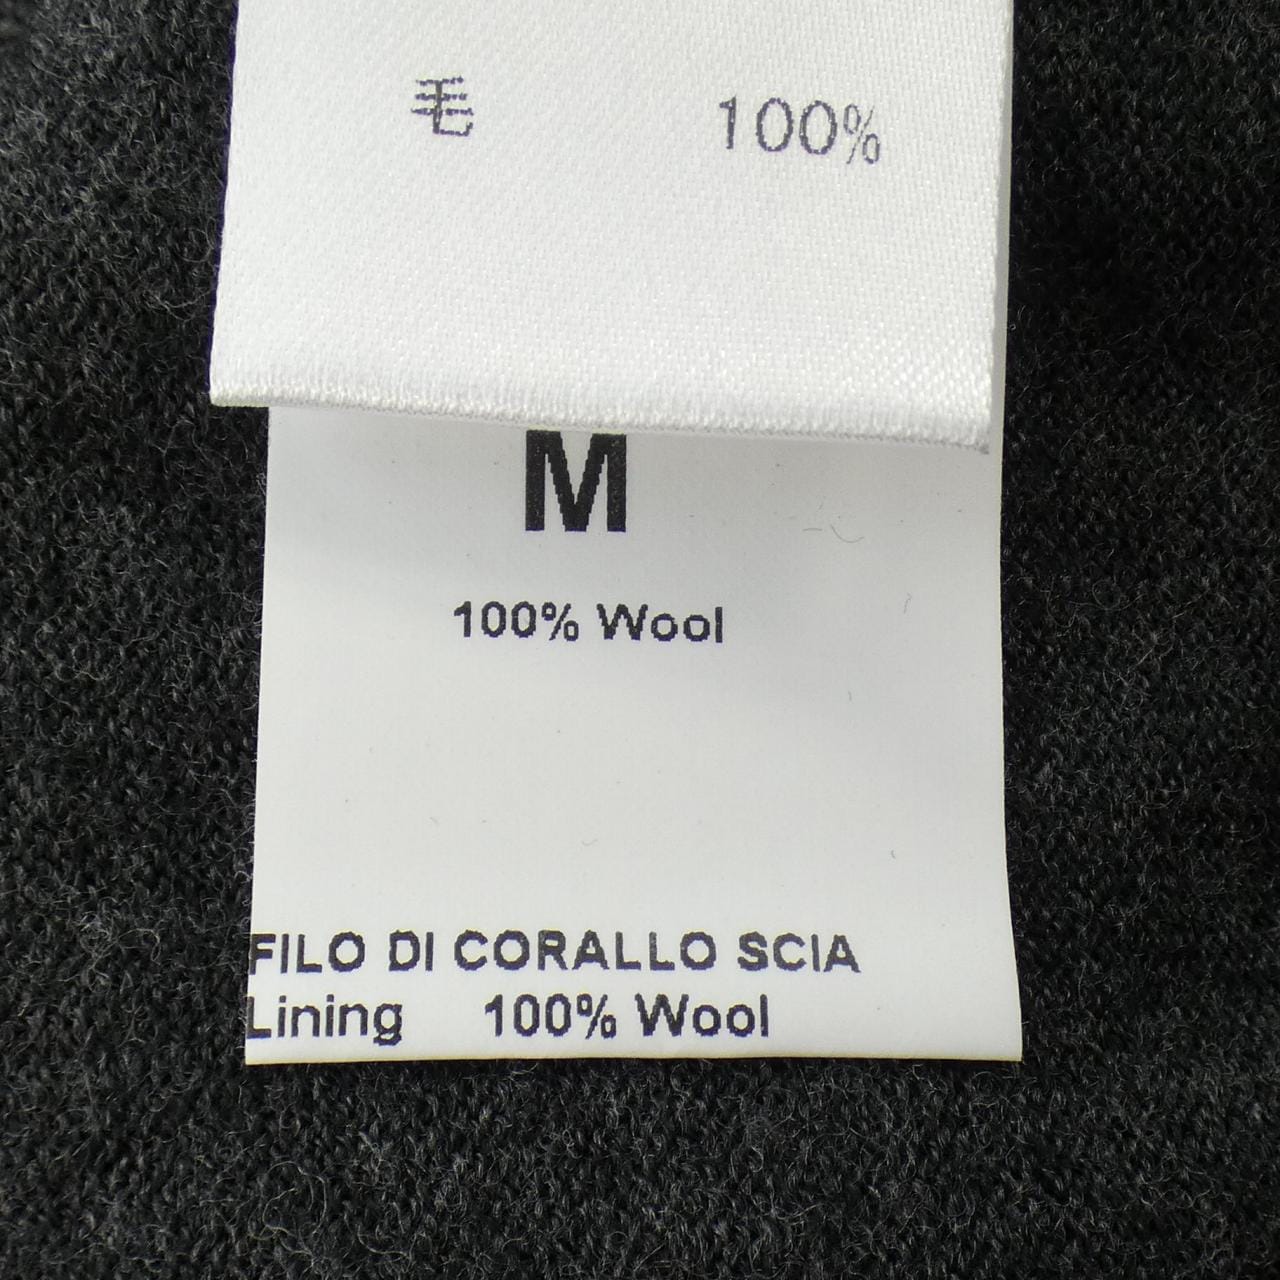 毛 100%
M
100% Wool
FILO DI CORALLO SCIA
Lining 100% Wool